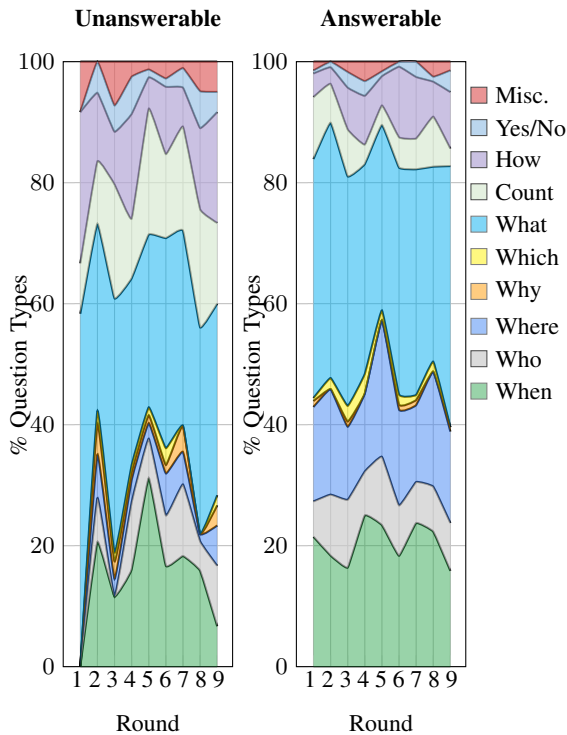 Unanswerable
Answerable
100
80
60
40
20
0
% Question Types
1 2 3 4 5 6 7 8 9
Round
100
80
60
40
20
0
% Question Types
1 2 3 4 5 6 7 8 9
Round
Misc.
Yes/No
How
Count
What
Which
Why
Where
Who
When